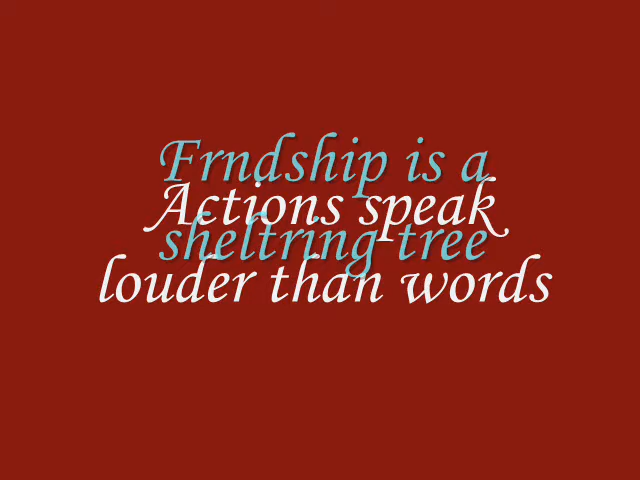 Frndship is a
Actions speak
sheltring tree
louder than words